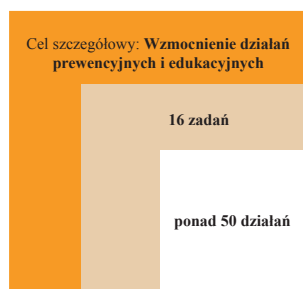 Cel szczegółowy: Wzmocnienie działań
prewencyjnych i edukacyjnych
16 zadań
ponad 50 działań